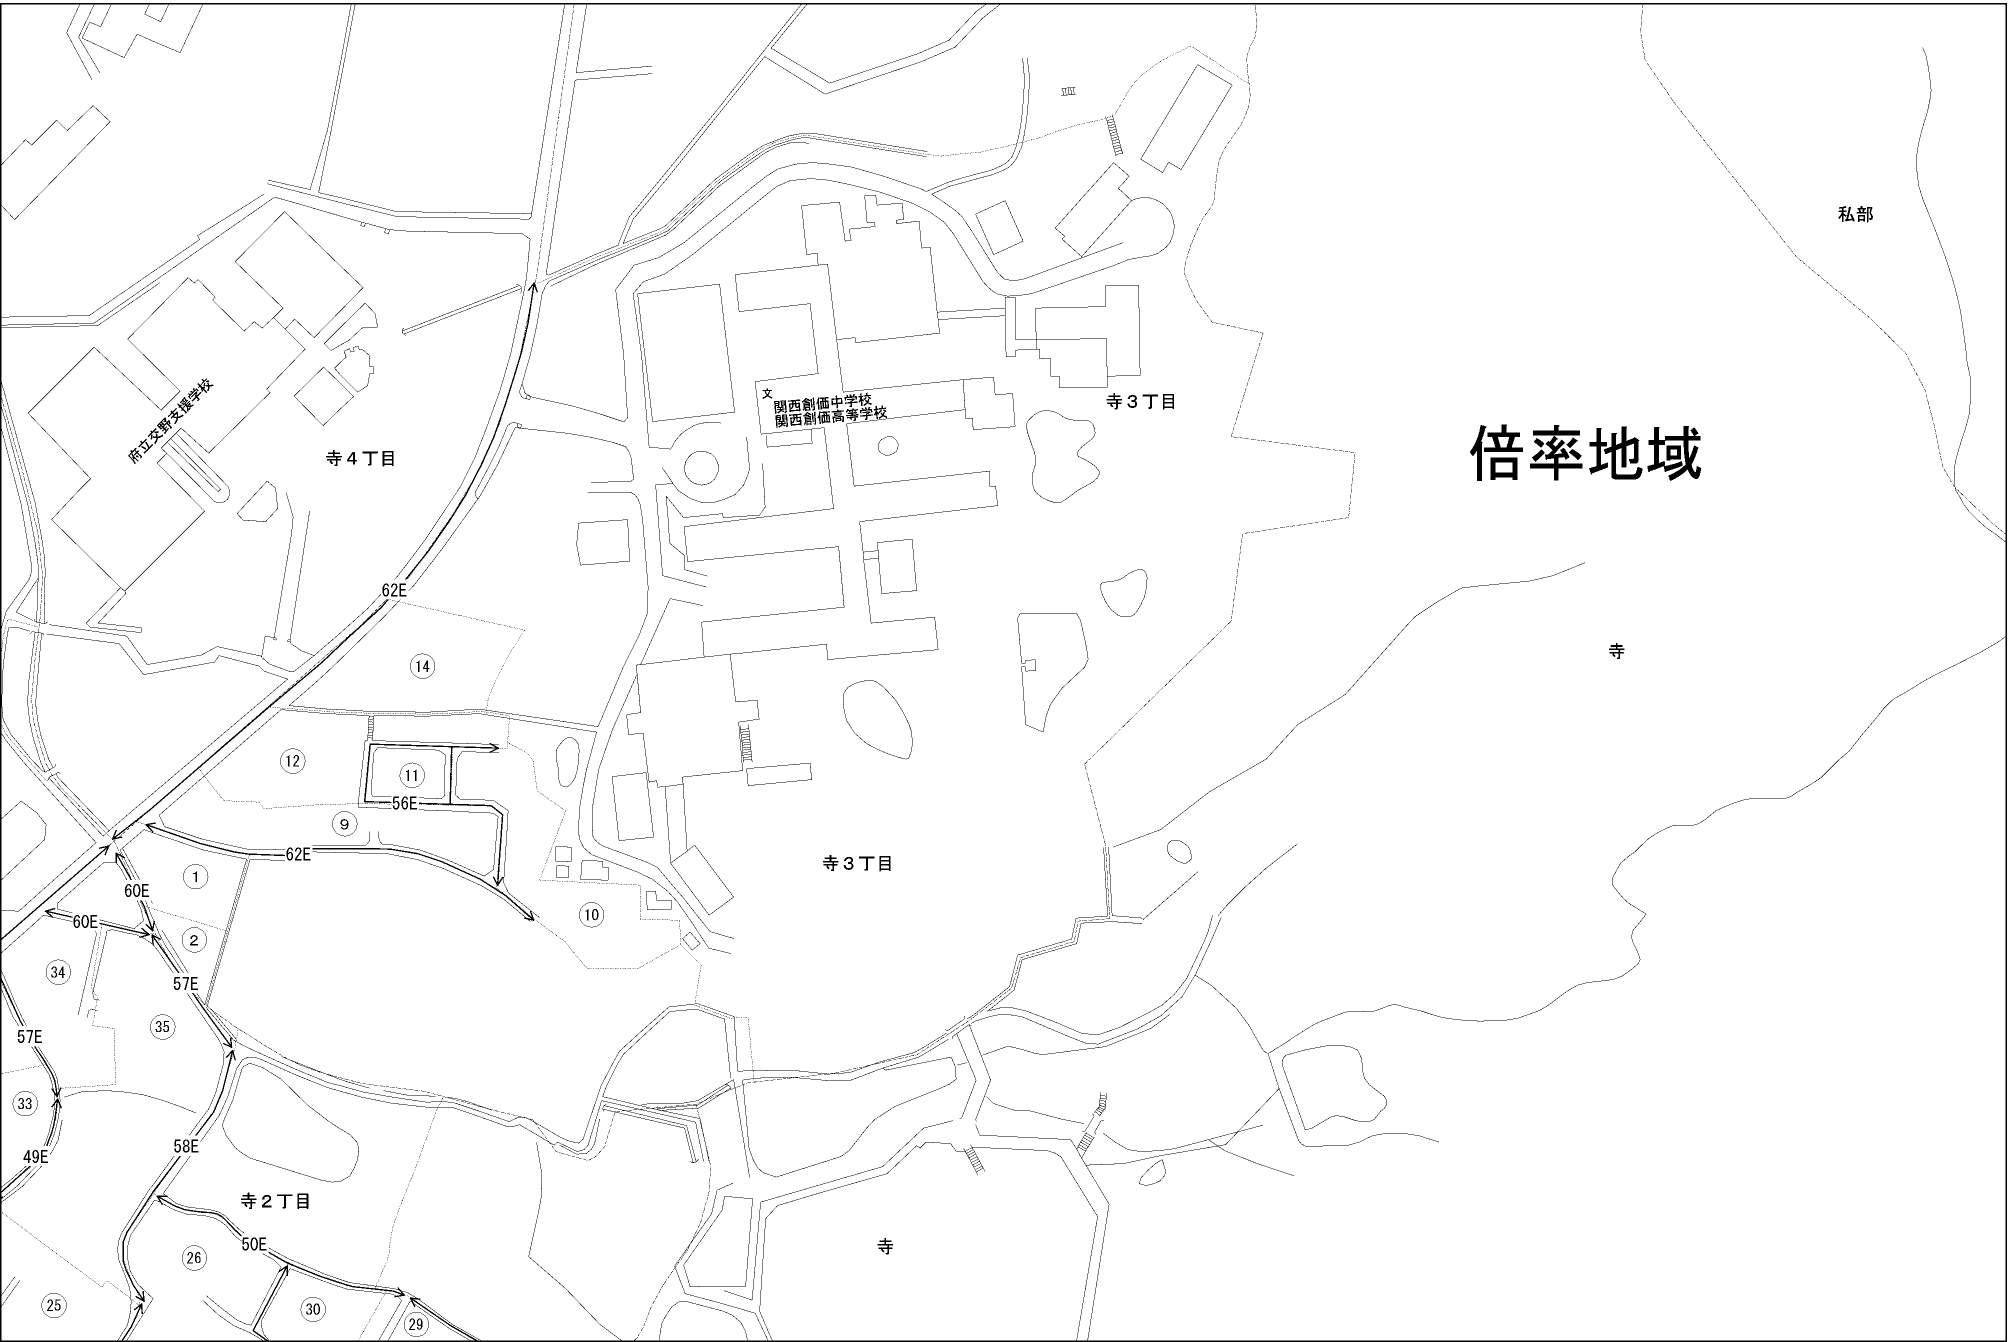 私部
府立交野支援学校
寺４丁目
文
関西創価中学校
関西創価高等学校
寺３丁目
倍率地域
62E
寺
14
12
11
56E
9
62E
寺３丁目
1
60E
60E
10
2
34
57E
35
57E
33
58E
49E
寺２丁目
50E
寺
26
25
30
29